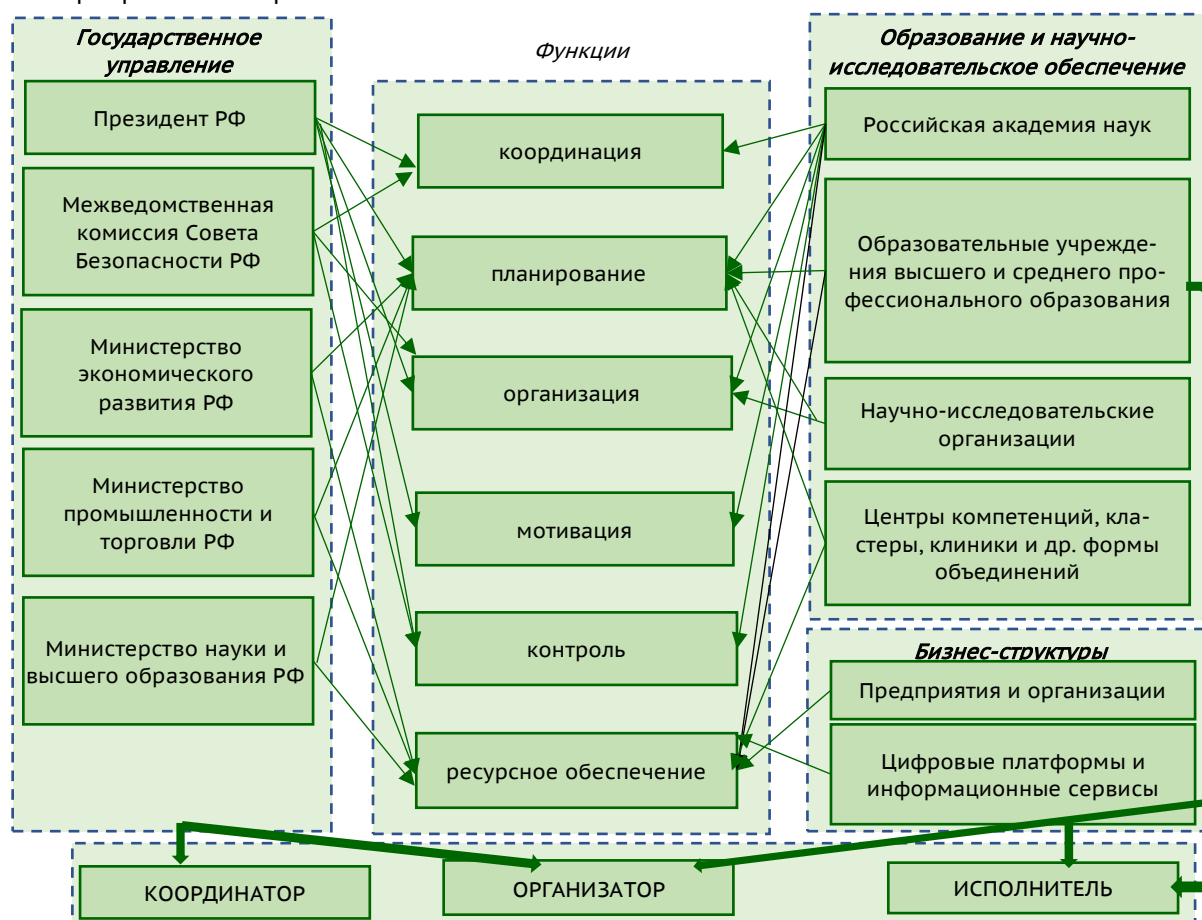 Государственное
управление
Президент РФ
Межведомственная
комиссия Совета
Безопасности РФ
Министерство
экономического
развития РФ
Министерство
промышленности и
торговли РФ
Министерство науки и
высшего образования РФ
Функции
координация
планирование
организация
мотивация
контроль
ресурсное обеспечение
Образование и научно-
исследовательское обеспечение
Российская академия наук
Образовательные учрежде-
ния высшего и среднего про-
фессионального образования
Научно-исследовательские
организации
Центры компетенций, кла-
стеры, клиники и др. формы
объединений
Бизнес-структуры
Предприятия и организации
Цифровые платформы и
информационные сервисы
КООРДИНАТОР
ОРГАНИЗАТОР
ИСПОЛНИТЕЛЬ